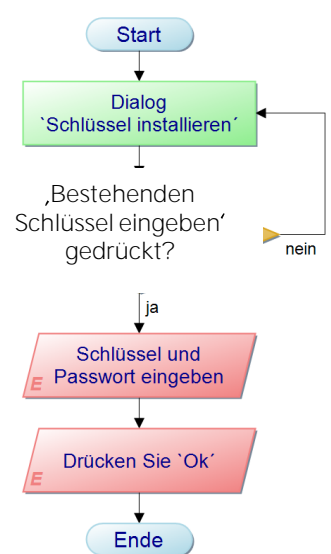 Start
Dialog
`Schlüssel installieren´
‚Bestehenden
Schlüssel eingeben‘
gedrückt?
nein
ja
Schlüssel und
Passwort eingeben
E
Drücken Sie `Ok´
E
Ende